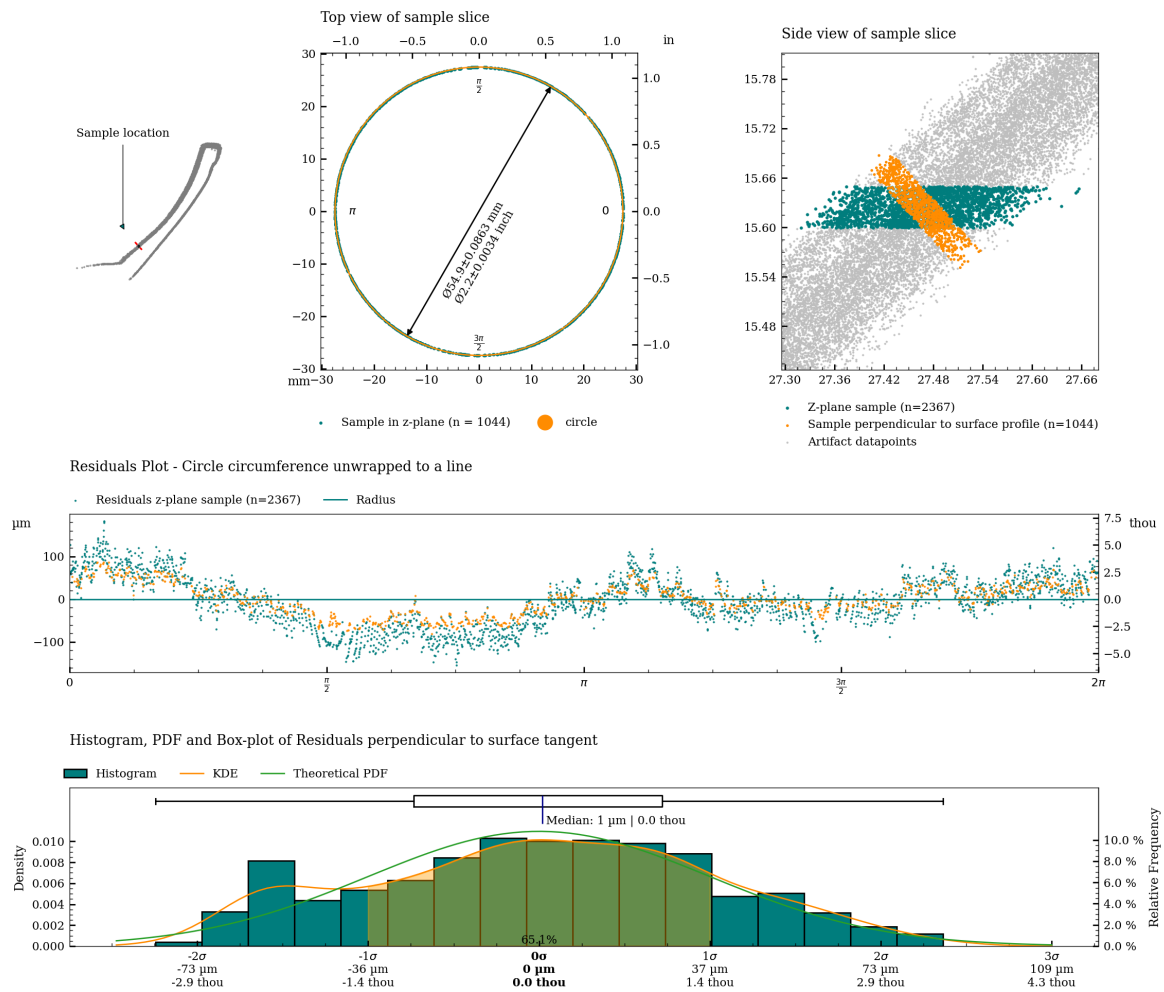 Top view of sample slice
−1.0 −0.5 0.0 0.5 1.0 in
30
20
10
0
−10
−20
−30
1.0
0.5
0.0
−0.5
−1.0
π/2
π
0
3π/2
Ø54.9±0.0863 mm
Ø2.2±0.0034 inch
mm −30 −20 −10 0 10 20 30
Sample in z-plane (n = 1044) circle
Sample location
Side view of sample slice
15.78
15.72
15.66
15.60
15.54
15.48
27.30 27.36 27.42 27.48 27.54 27.60 27.66
Z-plane sample (n=2367)
Sample perpendicular to surface profile (n=1044)
Artifact datapoints
Residuals Plot - Circle circumference unwrapped to a line
Residuals z-plane sample (n=2367) Radius
µm
100
0
−100
7.5 thou
5.0
2.5
0.0
−2.5
−5.0
0 π/2 π 3π/2 2π
Histogram, PDF and Box-plot of Residuals perpendicular to surface tangent
Histogram KDE Theoretical PDF
Median: 1 µm | 0.0 thou
Density
0.010
0.008
0.006
0.004
0.002
0.000
10.0 %
8.0 %
6.0 %
4.0 %
2.0 %
0.0 %
Relative Frequency
65.1%
-2σ -1σ 0σ 1σ 2σ 3σ
-73 µm -36 µm 0 µm 37 µm 73 µm 109 µm
-2.9 thou -1.4 thou 0.0 thou 1.4 thou 2.9 thou 4.3 thou